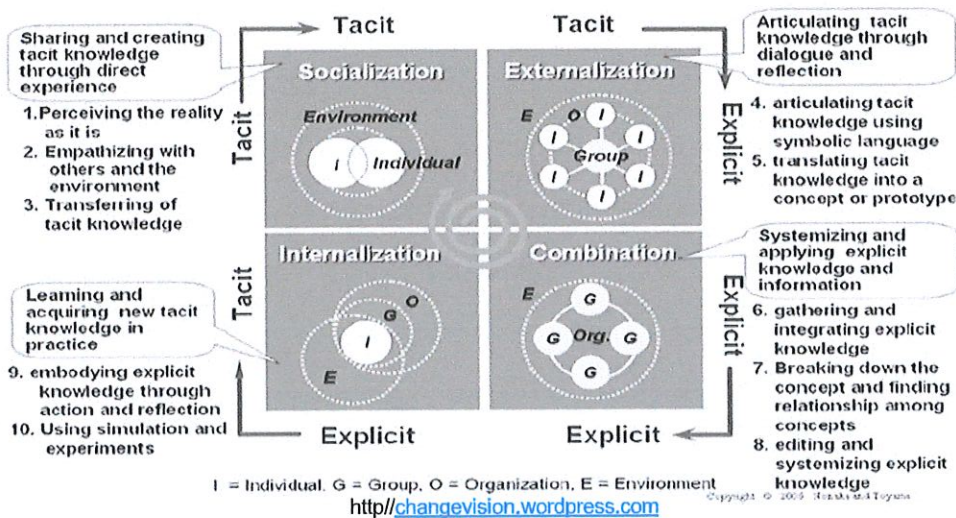 Tacit
Tacit
Sharing and creating
tacit knowledge
through direct
experience
1.Perceiving the reality
as it is
2. Empathizing with
others and the
environment
3. Transferring of
tacit knowledge
Tacit
Socialization
Environment
I
Individual
Externalization
E
O
I
I
I
Group
I
I
I
Explicit
Articulating tacit
knowledge through
dialogue and
reflection
4. articulating tacit
knowledge using
symbolic language
5. translating tacit
knowledge into a
concept or prototype
Learning and
acquiring new tacit
knowledge in
practice
9. embodying explicit
knowledge through
action and reflection
10. Using simulation and
experiments
Tacit
Internalization
O
G
I
E
Combination
E
G
G
Org.
G
G
Explicit
Systemizing and
applying explicit
knowledge and
information
6. gathering and
integrating explicit
knowledge
7. Breaking down the
concept and finding
relationship among
concepts
8. editing and
systemizing explicit
knowledge
Explicit
Explicit
I = Individual. G = Group, O = Organization, E = Environment
Copyright © Nonaka and Toyama
http//changevision.wordpress.com